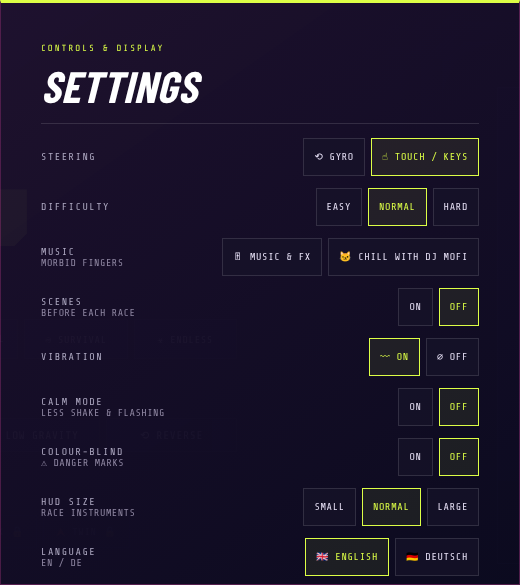 CONTROLS & DISPLAY
SETTINGS
STEERING
⟲ GYRO
☝ TOUCH / KEYS
DIFFICULTY
EASY
NORMAL
HARD
MUSIC
MORBID FINGERS
🎚 MUSIC & FX
🐱 CHILL WITH DJ MOFI
SCENES
BEFORE EACH RACE
ON
OFF
VIBRATION
〰 ON
⌀ OFF
CALM MODE
LESS SHAKE & FLASHING
ON
OFF
COLOUR-BLIND
⚠ DANGER MARKS
ON
OFF
HUD SIZE
RACE INSTRUMENTS
SMALL
NORMAL
LARGE
LANGUAGE
EN / DE
🇬🇧 ENGLISH
🇩🇪 DEUTSCH